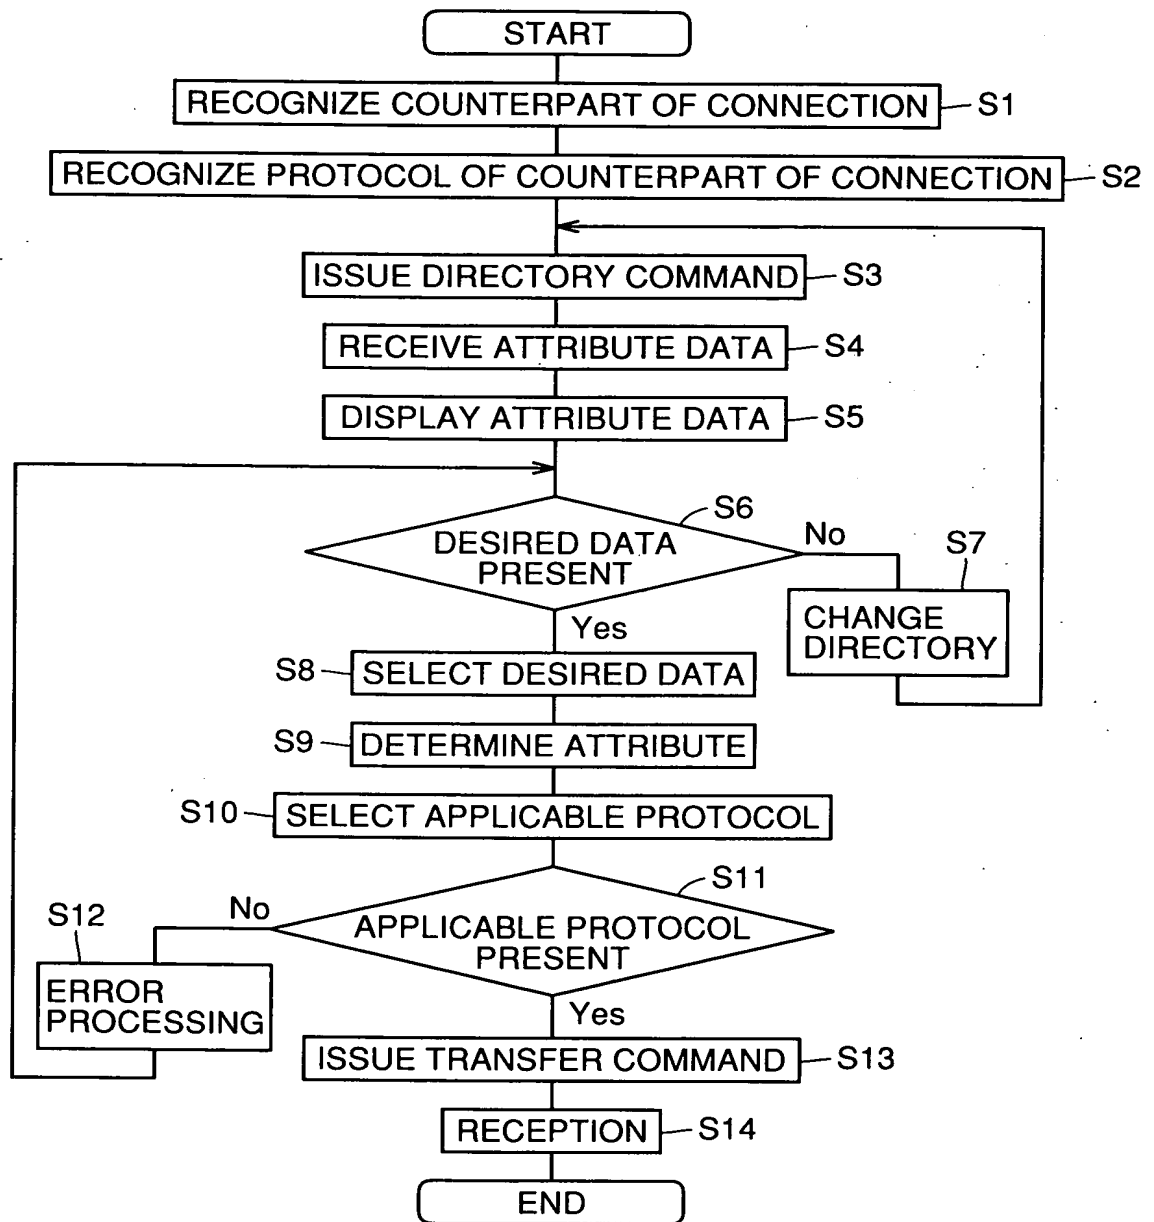 START
RECOGNIZE COUNTERPART OF CONNECTION
S1
RECOGNIZE PROTOCOL OF COUNTERPART OF CONNECTION
S2
ISSUE DIRECTORY COMMAND
S3
RECEIVE ATTRIBUTE DATA
S4
DISPLAY ATTRIBUTE DATA
S5
S6
DESIRED DATA
PRESENT
No
S7
CHANGE
DIRECTORY
Yes
S8
SELECT DESIRED DATA
S9
DETERMINE ATTRIBUTE
S10
SELECT APPLICABLE PROTOCOL
S11
APPLICABLE PROTOCOL
PRESENT
No
S12
ERROR
PROCESSING
Yes
ISSUE TRANSFER COMMAND
S13
RECEPTION
S14
END